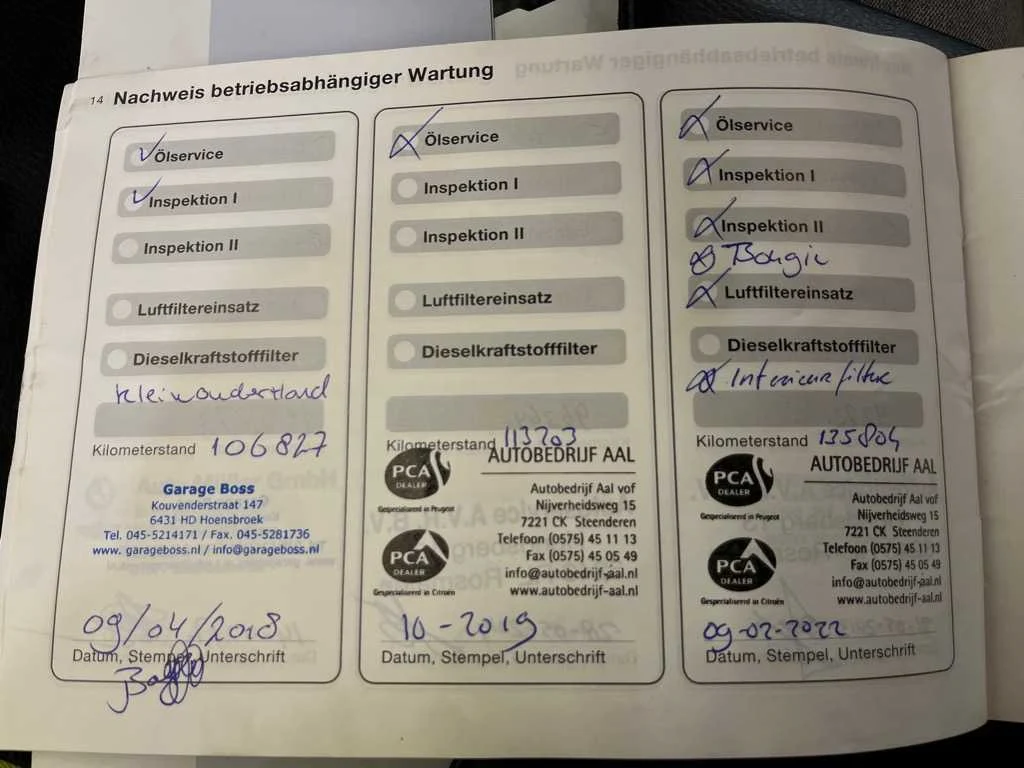 14 Nachweis betriebsabhängiger Wartung
Ölservice
Inspektion I
Inspektion II
Luftfiltereinsatz
Dieselkraftstofffilter
Kilometerstand 106827
Garage Boss
Kouvenderstraat 147
6431 HD Hoensbroek
Tel. 045-5214171 / Fax. 045-5281736
www. garageboss.nl / info@garageboss.nl
09/04/2018
Datum, Stempel, Unterschrift
Ölservice
Inspektion I
Inspektion II
Luftfiltereinsatz
Dieselkraftstofffilter
Kilometerstand 113203
AUTOBEDRIJF AAL
PCA
DEALER
Gespecialiseerd in Peugeot
Autobedrijf Aal vof
Nijverheidsweg 15
7221 CK Steenderen
Telefoon (0575) 45 11 13
Fax (0575) 45 05 49
info@autobedrijf-aal.nl
www.autobedrijf-aal.nl
PCA
DEALER
Gespecialiseerd in Citroën
10-2019
Datum, Stempel, Unterschrift
Ölservice
Inspektion I
Inspektion II
Bougie
Luftfiltereinsatz
Dieselkraftstofffilter
Interieurfilter
Kilometerstand 135804
AUTOBEDRIJF AAL
PCA
DEALER
Gespecialiseerd in Peugeot
Autobedrijf Aal vof
Nijverheidsweg 15
7221 CK Steenderen
Telefoon (0575) 45 11 13
Fax (0575) 45 05 49
info@autobedrijf-aal.nl
www.autobedrijf-aal.nl
PCA
DEALER
Gespecialiseerd in Citroën
09-02-2022
Datum, Stempel, Unterschrift